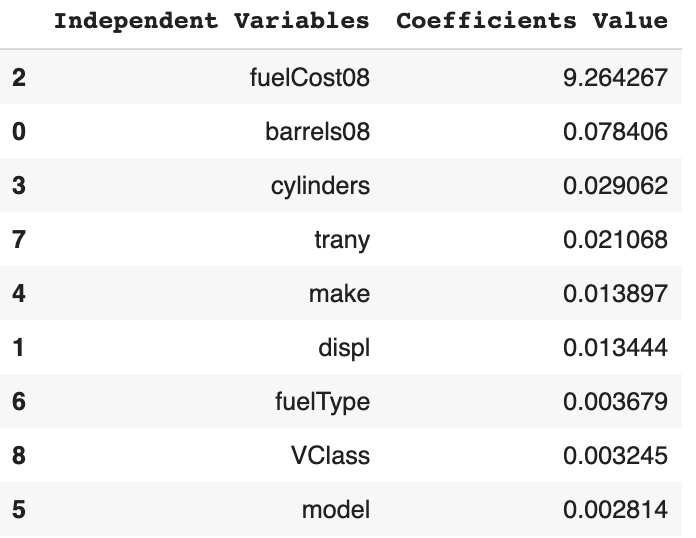 Independent Variables Coefficients Value
2 fuelCost08 9.264267
0 barrels08 0.078406
3 cylinders 0.029062
7 trany 0.021068
4 make 0.013897
1 displ 0.013444
6 fuelType 0.003679
8 VClass 0.003245
5 model 0.002814